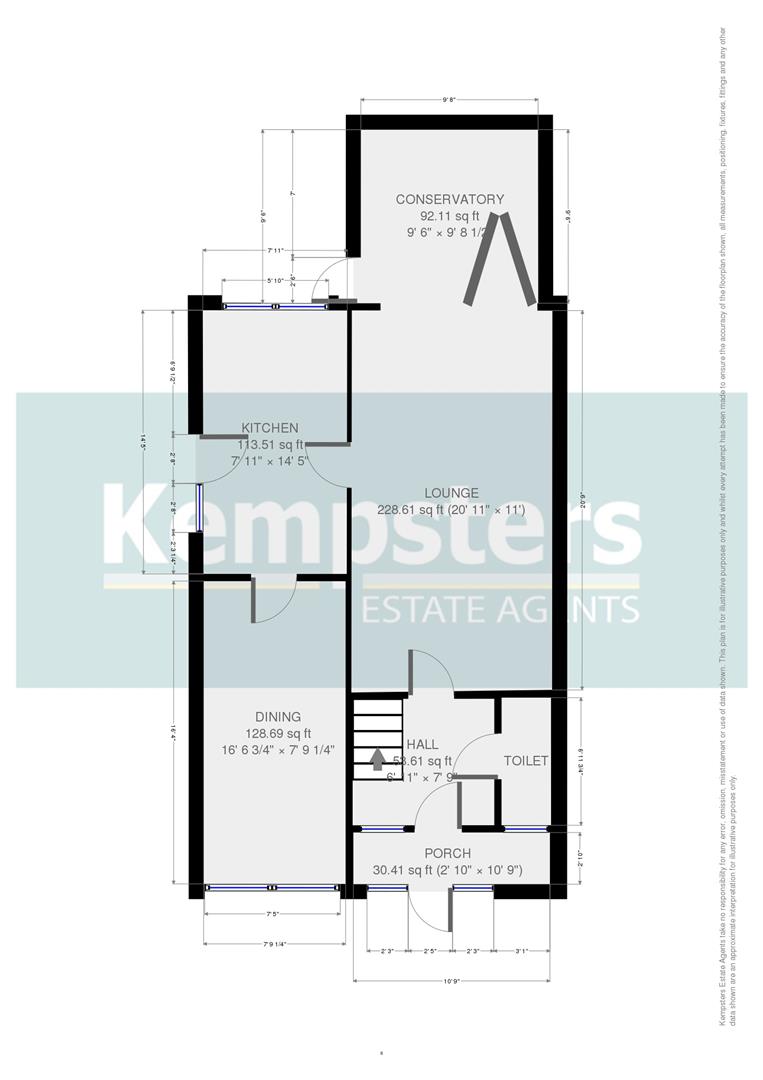 9' 8"
CONSERVATORY
92.11 sq ft
9' 6" × 9' 8 1/2
9'6"
7'
9'6"
7'11"
5'10"
2'6"
6'9 1/2"
14'5"
2'8"
2'8"
2'3 1/4"
KITCHEN
113.51 sq ft
7' 11" × 14' 5"
LOUNGE
228.61 sq ft (20' 11" × 11')
20'9"
Kempsters
ESTATE AGENTS
16'4"
DINING
128.69 sq ft
16' 6 3/4" × 7' 9 1/4"
HALL
53.61 sq ft
6' 11" × 7' 9"
TOILET
6'11 3/4"
PORCH
30.41 sq ft (2' 10" × 10' 9")
2'10"
7'5"
7'9 1/4"
2'3"
2'5"
2'3"
3'1"
10'9"
Kempsters Estate Agents take no responsibility for any error, omission, misstatement or use of data shown. This plan is for illustrative purposes only and whilst every attempt has been made to ensure the accuracy of the floorplan shown, all measurements, positioning, fixtures, fittings and any other
data shown are an approximate interpretation for illustrative purposes only.